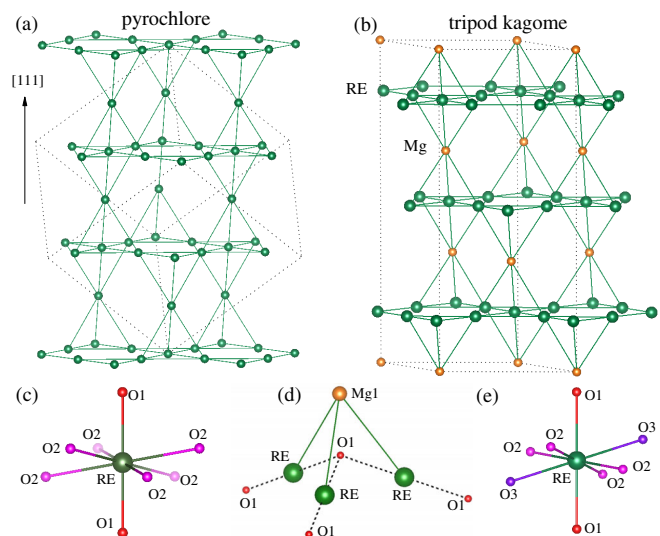 (a) pyrochlore
(b) tripod kagome
[111]
RE
Mg
(c)
O1
O2
O2
O2
O2
RE
O2
O2
O1
(d)
Mg1
O1
RE
RE
RE
O1
O1
O1
(e)
O1
O3
O2
O2
O2
O3
RE
O2
O1